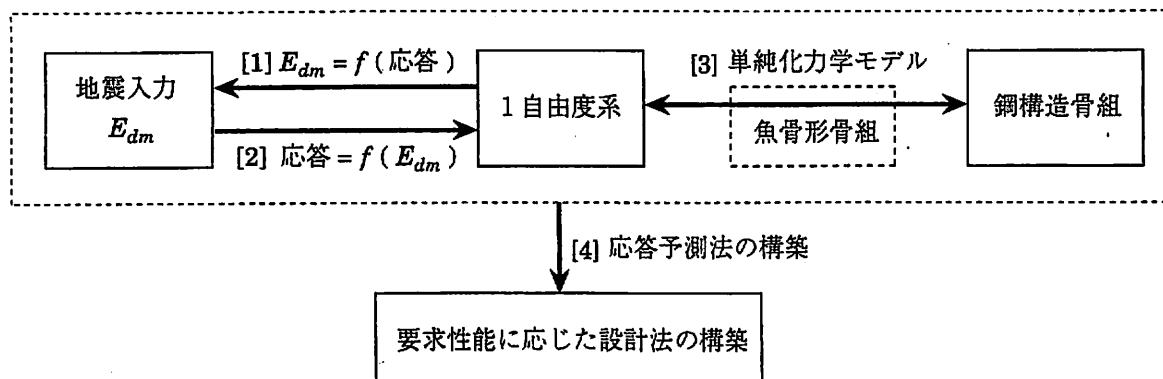 [1] E_dm = f ( 応答 )
地震入力
E_dm
[2] 応答 = f ( E_dm )
1自由度系
[3] 単純化力学モデル
魚骨形骨組
鋼構造骨組
[4] 応答予測法の構築
要求性能に応じた設計法の構築